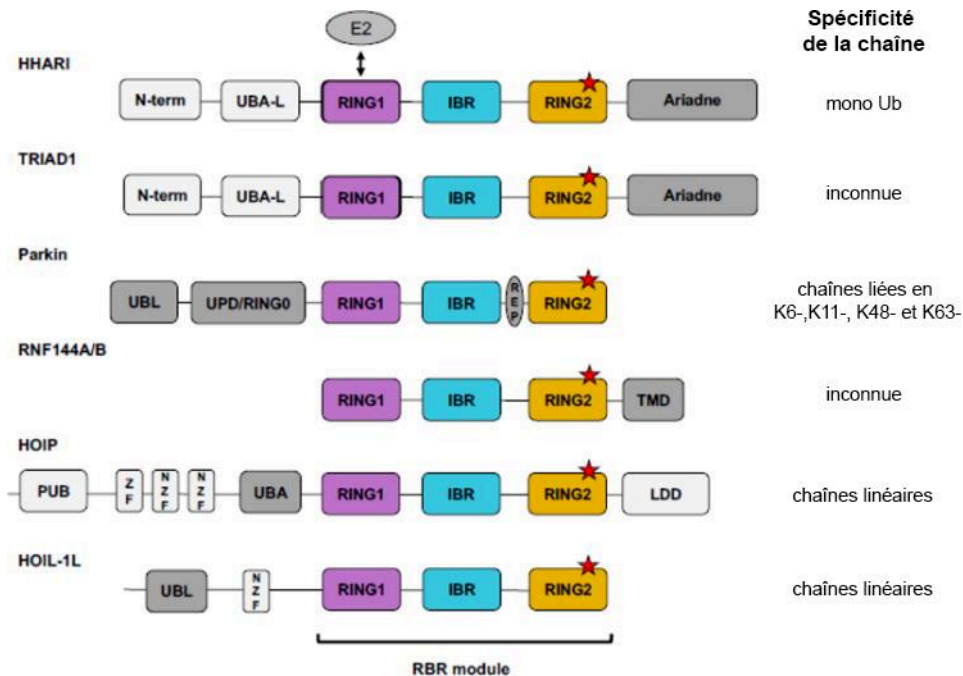 Spécificité
de la chaîne
E2
HHARI
N-term UBA-L RING1 IBR RING2 Ariadne mono Ub
TRIAD1
N-term UBA-L RING1 IBR RING2 Ariadne inconnue
Parkin
UBL UPD/RING0 RING1 IBR REP RING2 chaînes liées en
K6-,K11-, K48- et K63-
RNF144A/B
RING1 IBR RING2 TMD inconnue
HOIP
PUB ZF NZF NZF UBA RING1 IBR RING2 LDD chaînes linéaires
HOIL-1L
UBL NZF RING1 IBR RING2 chaînes linéaires
RBR module